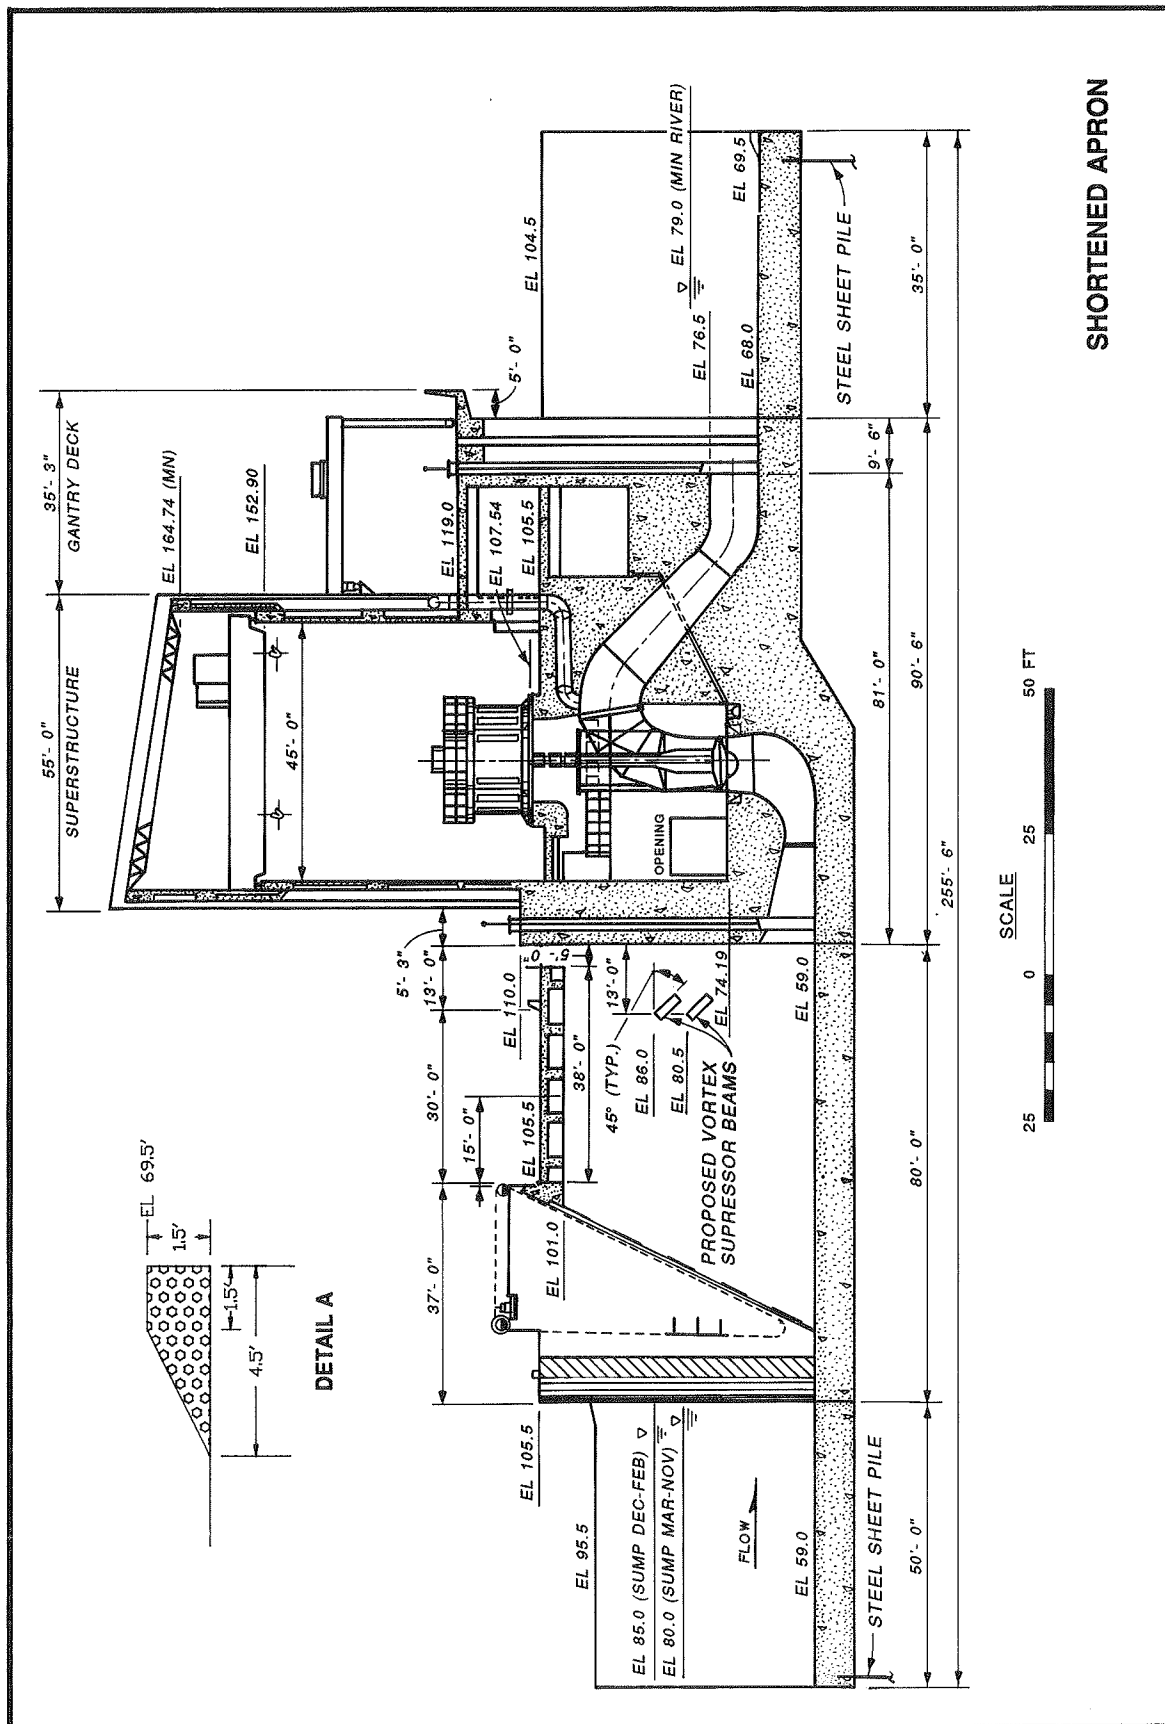 55'- 0"
SUPERSTRUCTURE
35'- 3"
GANTRY DECK
EL 164.74 (MN)
EL 152.90
45'- 0"
EL 119.0
EL 107.54
EL 105.5
5'- 0"
EL 104.5
EL 79.0 (MIN RIVER)
EL 76.5
EL 68.0
EL 69.5
STEEL SHEET PILE
35'- 0"
9'- 6"
81'- 0"
90'- 6"
255'- 6"
OPENING
EL 69.5'
1.5'
1.5'
4.5'
DETAIL A
37'- 0"
30'- 0"
15'- 0"
13'- 0"
5'- 3"
EL 110.0
5'- 0"
EL 105.5
38'- 0"
EL 101.0
45° (TYP.)
13'- 0"
EL 86.0
EL 80.5
EL 74.19
PROPOSED VORTEX
SUPRESSOR BEAMS
EL 59.0
80'- 0"
EL 105.5
EL 95.5
EL 85.0 (SUMP DEC-FEB)
EL 80.0 (SUMP MAR-NOV)
FLOW
EL 59.0
50'- 0"
STEEL SHEET PILE
SCALE
25 0 25 50 FT
SHORTENED APRON